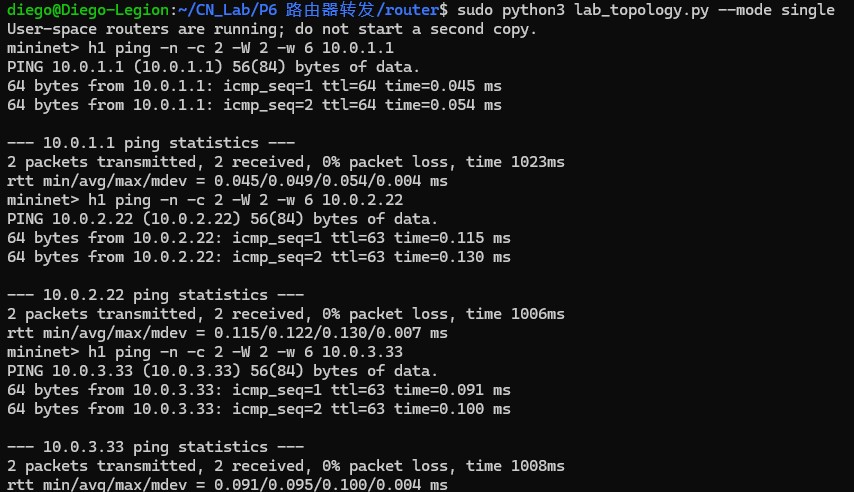 diego@Diego-Legion:~/CN_Lab/P6 路由器转发/router$ sudo python3 lab_topology.py --mode single
User-space routers are running; do not start a second copy.
mininet> h1 ping -n -c 2 -W 2 -w 6 10.0.1.1
PING 10.0.1.1 (10.0.1.1) 56(84) bytes of data.
64 bytes from 10.0.1.1: icmp_seq=1 ttl=64 time=0.045 ms
64 bytes from 10.0.1.1: icmp_seq=2 ttl=64 time=0.054 ms

--- 10.0.1.1 ping statistics ---
2 packets transmitted, 2 received, 0% packet loss, time 1023ms
rtt min/avg/max/mdev = 0.045/0.049/0.054/0.004 ms
mininet> h1 ping -n -c 2 -W 2 -w 6 10.0.2.22
PING 10.0.2.22 (10.0.2.22) 56(84) bytes of data.
64 bytes from 10.0.2.22: icmp_seq=1 ttl=63 time=0.115 ms
64 bytes from 10.0.2.22: icmp_seq=2 ttl=63 time=0.130 ms

--- 10.0.2.22 ping statistics ---
2 packets transmitted, 2 received, 0% packet loss, time 1006ms
rtt min/avg/max/mdev = 0.115/0.122/0.130/0.007 ms
mininet> h1 ping -n -c 2 -W 2 -w 6 10.0.3.33
PING 10.0.3.33 (10.0.3.33) 56(84) bytes of data.
64 bytes from 10.0.3.33: icmp_seq=1 ttl=63 time=0.091 ms
64 bytes from 10.0.3.33: icmp_seq=2 ttl=63 time=0.100 ms

--- 10.0.3.33 ping statistics ---
2 packets transmitted, 2 received, 0% packet loss, time 1008ms
rtt min/avg/max/mdev = 0.091/0.095/0.100/0.004 ms